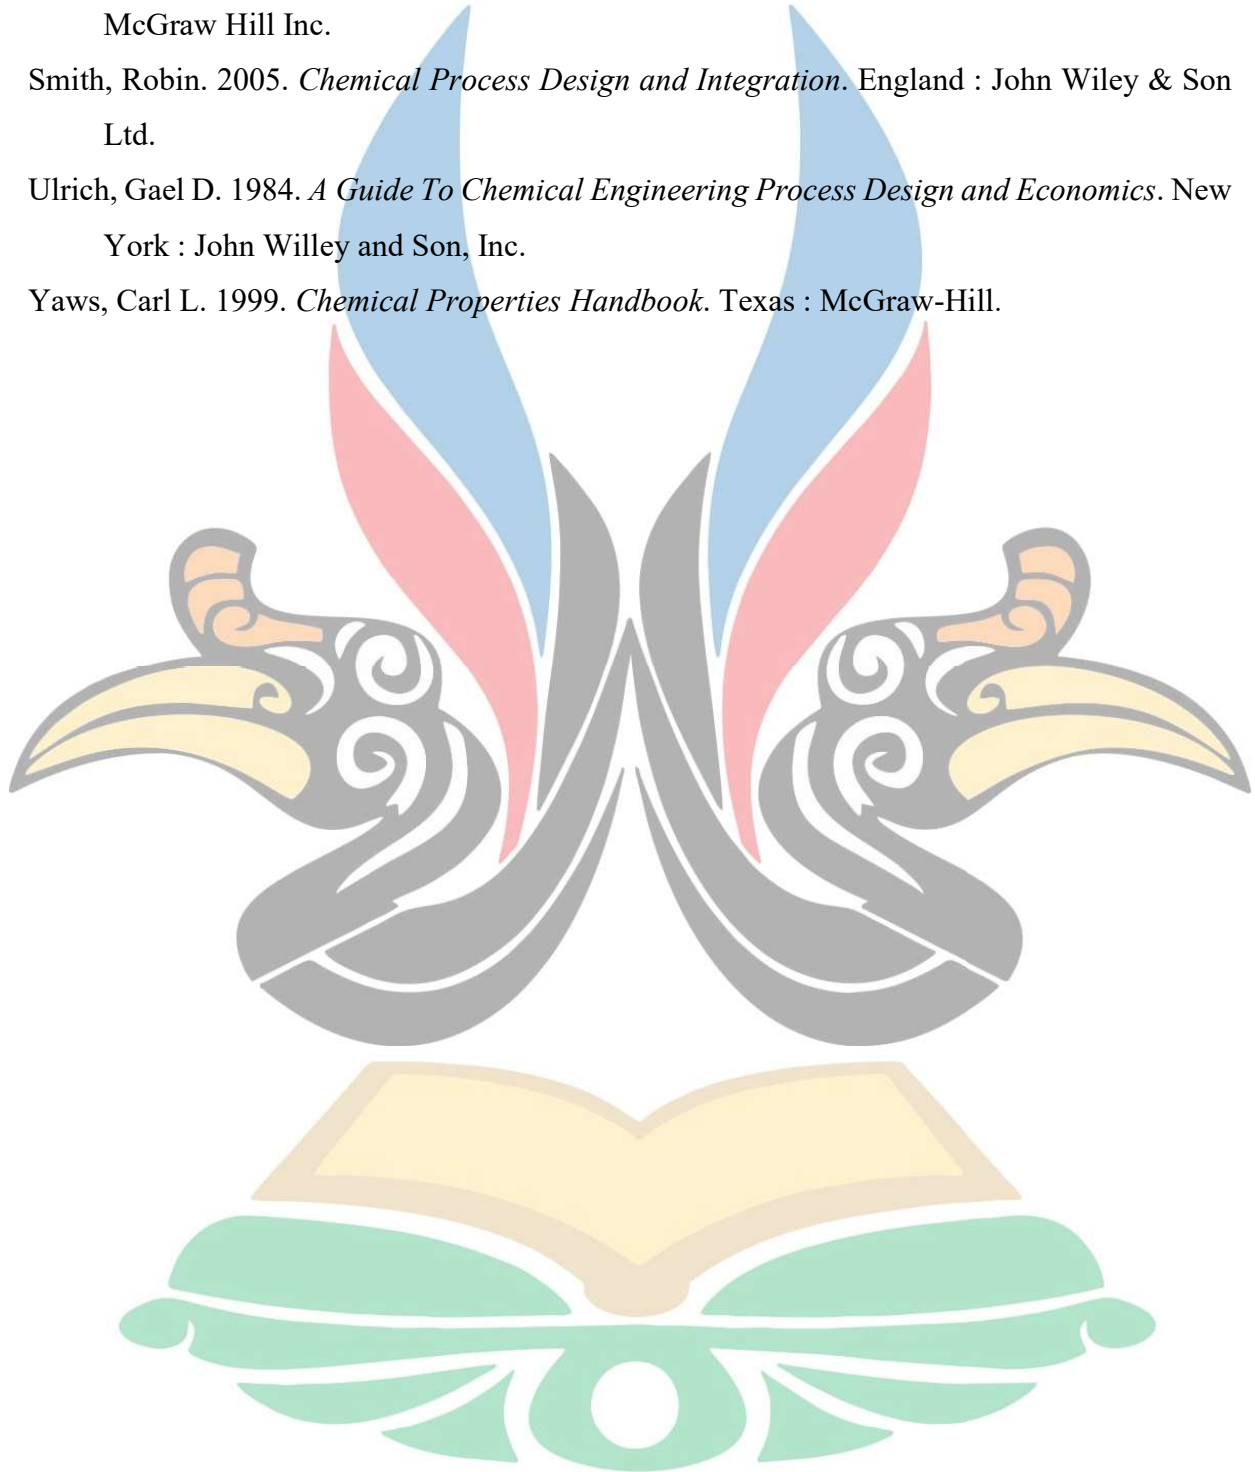 McGraw Hill Inc.
Smith, Robin. 2005. Chemical Process Design and Integration. England : John Wiley & Son
Ltd.
Ulrich, Gael D. 1984. A Guide To Chemical Engineering Process Design and Economics. New
York : John Willey and Son, Inc.
Yaws, Carl L. 1999. Chemical Properties Handbook. Texas : McGraw-Hill.